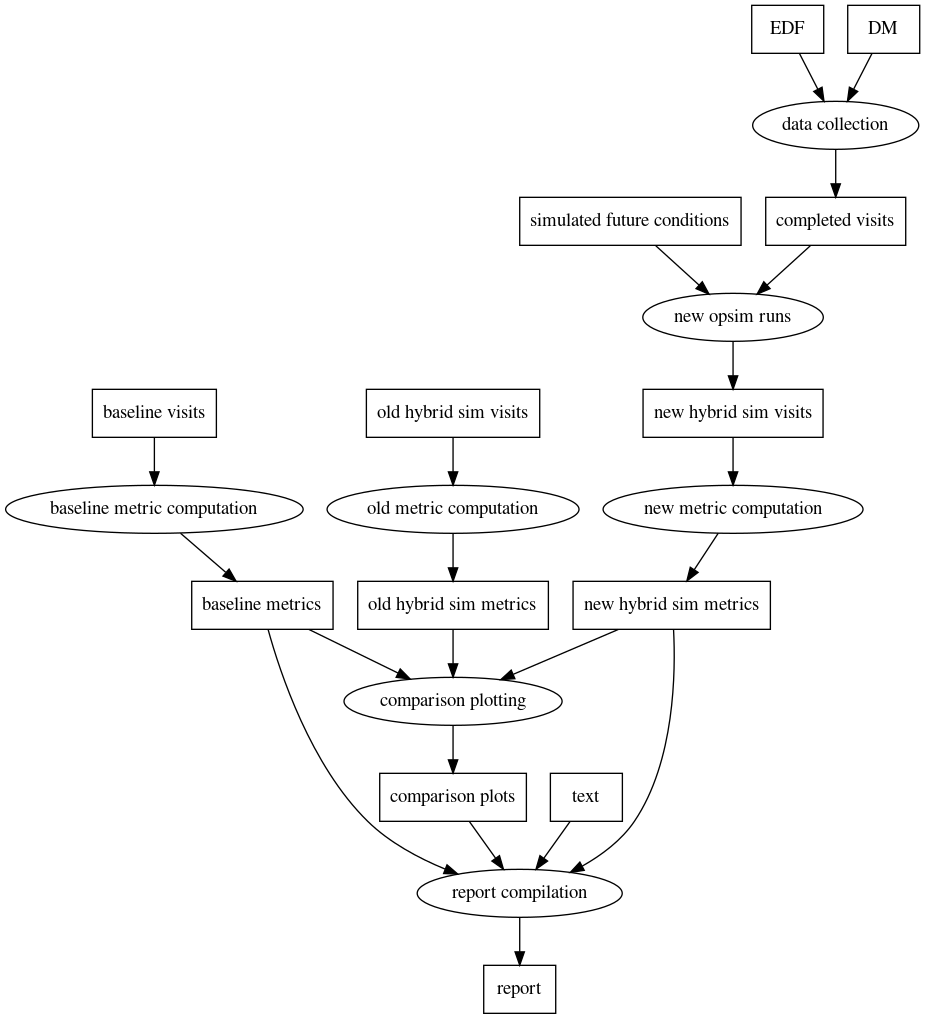 EDF
DM
data collection
simulated future conditions
completed visits
new opsim runs
baseline visits
old hybrid sim visits
new hybrid sim visits
baseline metric computation
old metric computation
new metric computation
baseline metrics
old hybrid sim metrics
new hybrid sim metrics
comparison plotting
comparison plots
text
report compilation
report